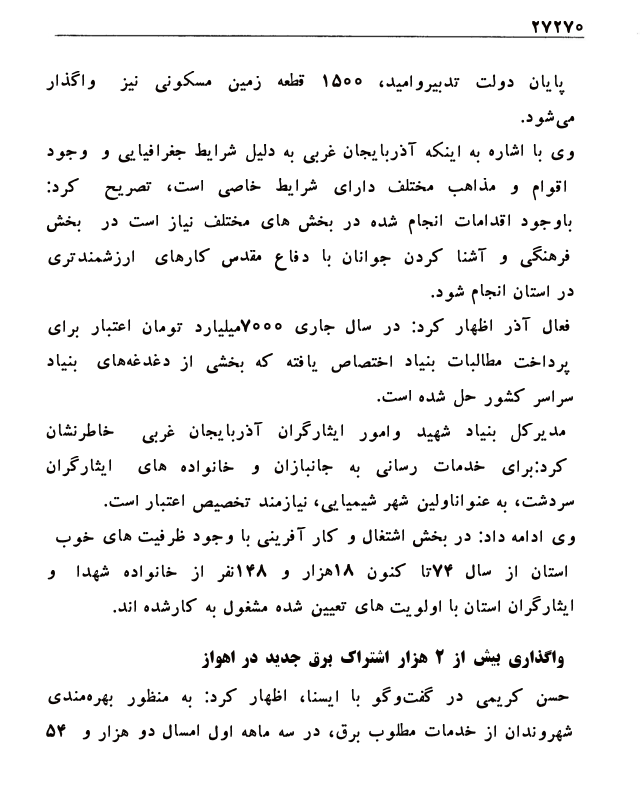 ۲۷۲۷۰
پایان دولت تدبیروامید، ۱۵۰۰ قطعه زمین مسکونی نیز واگذار
می‌شود.
وی با اشاره به اینکه آذربایجان غربی به دلیل شرایط جغرافیایی و وجود
اقوام و مذاهب مختلف دارای شرایط خاصی است، تصریح کرد:
باوجود اقدامات انجام شده در بخش های مختلف نیاز است در بخش
فرهنگی و آشنا کردن جوانان با دفاع مقدس کارهای ارزشمندتری
در استان انجام شود.
فعال آذر اظهار کرد: در سال جاری ۷۰۰۰میلیارد تومان اعتبار برای
پرداخت مطالبات بنیاد اختصاص یافته که بخشی از دغدغه‌های بنیاد
سراسر کشور حل شده است.
مدیرکل بنیاد شهید وامور ایثارگران آذربایجان غربی خاطرنشان
کرد:برای خدمات رسانی به جانبازان و خانواده های ایثارگران
سردشت، به عنواناولین شهر شیمیایی، نیازمند تخصیص اعتبار است.
وی ادامه داد: در بخش اشتغال و کار آفرینی با وجود ظرفیت های خوب
استان از سال ۷۴تا کنون ۱۸هزار و ۱۴۸نفر از خانواده شهدا و
ایثارگران استان با اولویت های تعیین شده مشغول به کارشده اند.
واگذاری بیش از ۲ هزار اشتراک برق جدید در اهواز
حسن کریمی در گفت‌وگو با ایسنا، اظهار کرد: به منظور بهره‌مندی
شهروندان از خدمات مطلوب برق، در سه ماهه اول امسال دو هزار و ۵۴